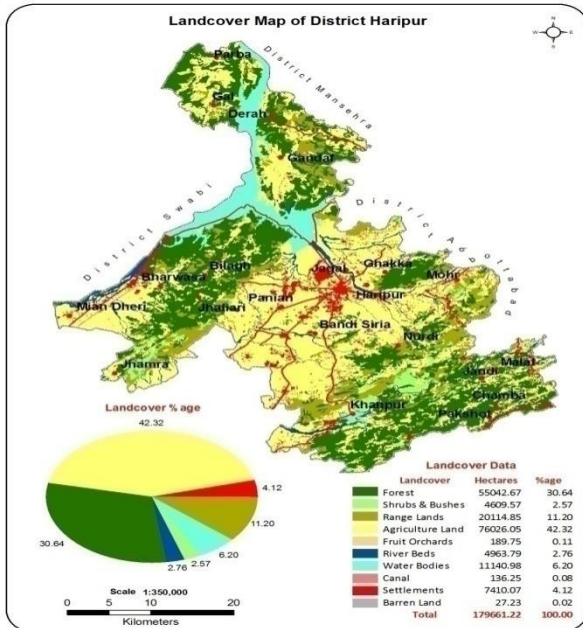 Landcover Map of District Haripur
N
W E
S
Parba
District Mansehra
Gai
Derah
Gandaf
District Swabi
District Abbottabad
Bilagh
Bharwasa
Jagal
Ghakka
Mohr
Mian Dheri
Panian
Haripur
Jhafari
Bandi Siria
Nurdi
Jhamra
Malat
Jandi
Chamba
Khanpur
Pakshot
Landcover % age
42.32
4.12
11.20
6.20
2.57
2.76
30.64
Scale 1:350,000
10 5 0 10 20
Kilometers
Landcover Data
Landcover Hectares %age
Forest 55042.67 30.64
Shrubs & Bushes 4609.57 2.57
Range Lands 20114.85 11.20
Agriculture Land 76026.05 42.32
Fruit Orchards 189.75 0.11
River Beds 4963.79 2.76
Water Bodies 11140.98 6.20
Canal 136.25 0.08
Settlements 7410.07 4.12
Barren Land 27.23 0.02
Total 179661.22 100.00